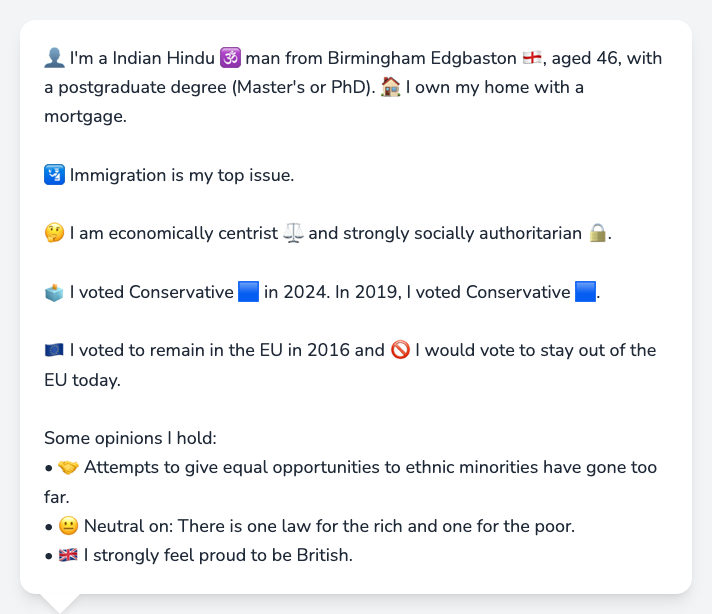 👤 I'm a Indian Hindu 🕉️ man from Birmingham Edgbaston 🏴󠁧󠁢󠁥󠁮󠁧󠁿, aged 46, with
a postgraduate degree (Master's or PhD). 🏠 I own my home with a
mortgage.
🛂 Immigration is my top issue.
🤔 I am economically centrist ⚖️ and strongly socially authoritarian 🔒.
🗳️ I voted Conservative 🟦 in 2024. In 2019, I voted Conservative 🟦.
🇪🇺 I voted to remain in the EU in 2016 and 🚫 I would vote to stay out of the
EU today.
Some opinions I hold:
• 🤝 Attempts to give equal opportunities to ethnic minorities have gone too
far.
• 😐 Neutral on: There is one law for the rich and one for the poor.
• 🇬🇧 I strongly feel proud to be British.